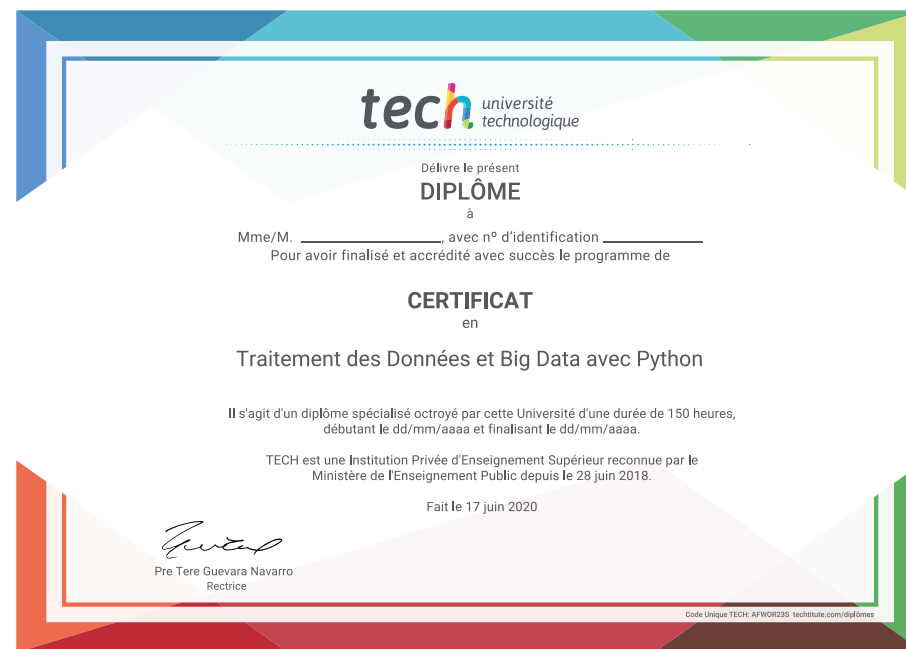 tech université
technologique
Délivre le présent
DIPLÔME
à
Mme/M. ____________________, avec nº d'identification ______________
Pour avoir finalisé et accrédité avec succès le programme de
CERTIFICAT
en
Traitement des Données et Big Data avec Python
Il s'agit d'un diplôme spécialisé octroyé par cette Université d'une durée de 150 heures,
débutant le dd/mm/aaaa et finalisant le dd/mm/aaaa.
TECH est une Institution Privée d'Enseignement Supérieur reconnue par le
Ministère de l'Enseignement Public depuis le 28 juin 2018.
Fait le 17 juin 2020
Pre Tere Guevara Navarro
Rectrice
Code Unique TECH: AFWOR23S techtitute.com/diplômes